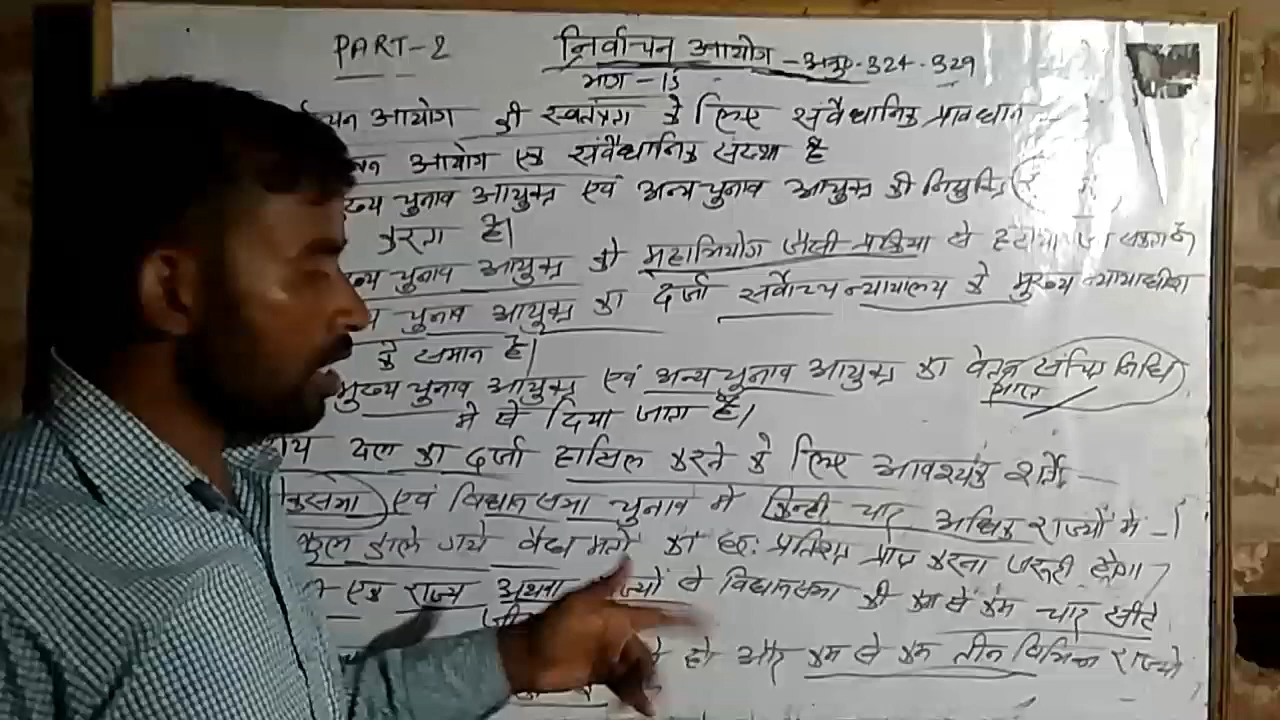 PART-2 निर्वाचन आयोग - अनु. 324-329
भाग - 15
आयोग की स्वतंत्रता के लिए संवैधानिक प्रावधान
आयोग एक संवैधानिक संस्था है
चुनाव आयुक्त एवं अन्य चुनाव आयुक्त की नियुक्ति
करता है।
चुनाव आयुक्त को महाभियोग जैसी प्रक्रिया से हटाया जा सकता है
चुनाव आयुक्त का दर्जा सर्वोच्च न्यायालय के मुख्य न्यायाधीश
के समान है।
मुख्य चुनाव आयुक्त एवं अन्य चुनाव आयुक्त का वेतन संचित निधि
भारत
में से दिया जाता है।
दल का दर्जा हासिल करने के लिए आवश्यक शर्तें -
एवं विधानसभा चुनाव में किन्ही चार अधिक राज्यों में -
कुल डाले गये वैध मतों का छः प्रतिशत प्राप्त करना जरूरी होगा
एक राज्य अथवा राज्यों से विधानसभा की कम से कम चार सीटे
हो और कम से कम तीन विभिन्न राज्यो